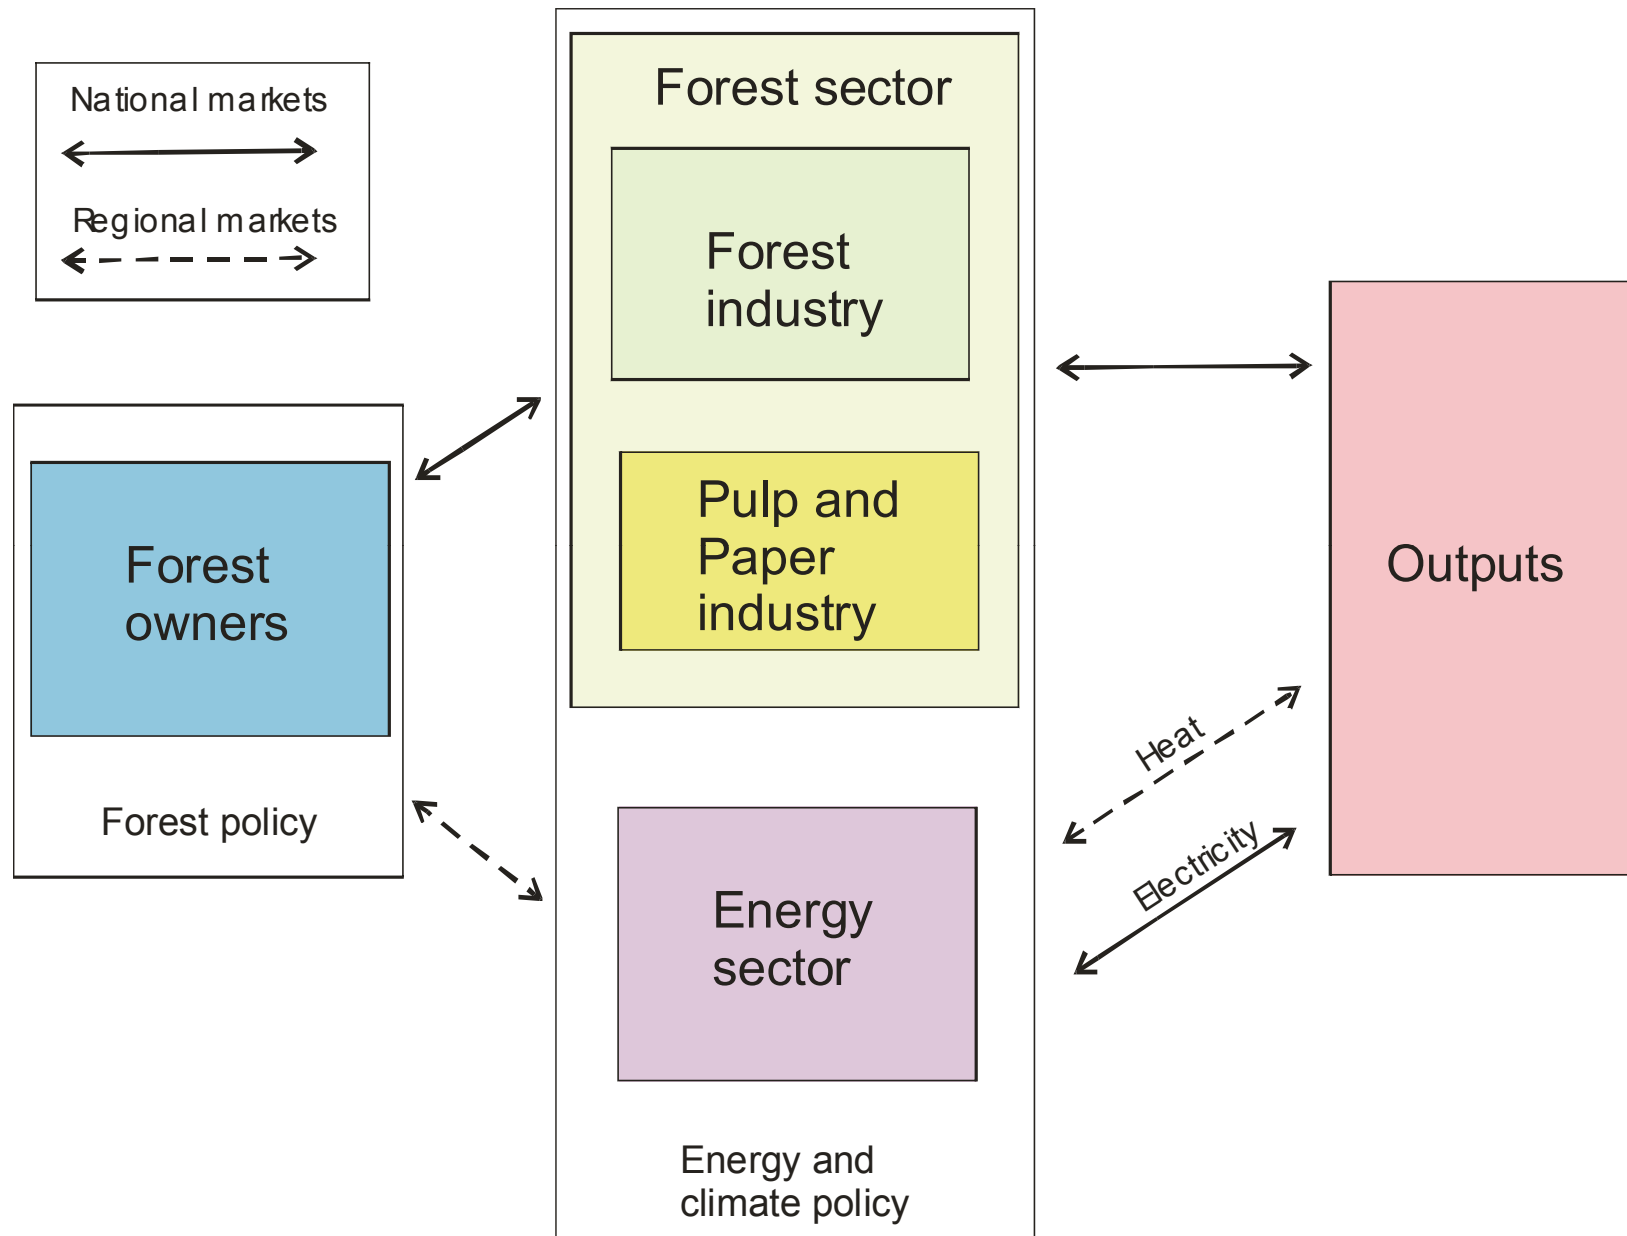 National markets
Regional markets
Forest sector
Forest
industry
Pulp and
Paper
industry
Forest
owners
Forest policy
Outputs
Heat
Electricity
Energy
sector
Energy and
climate policy